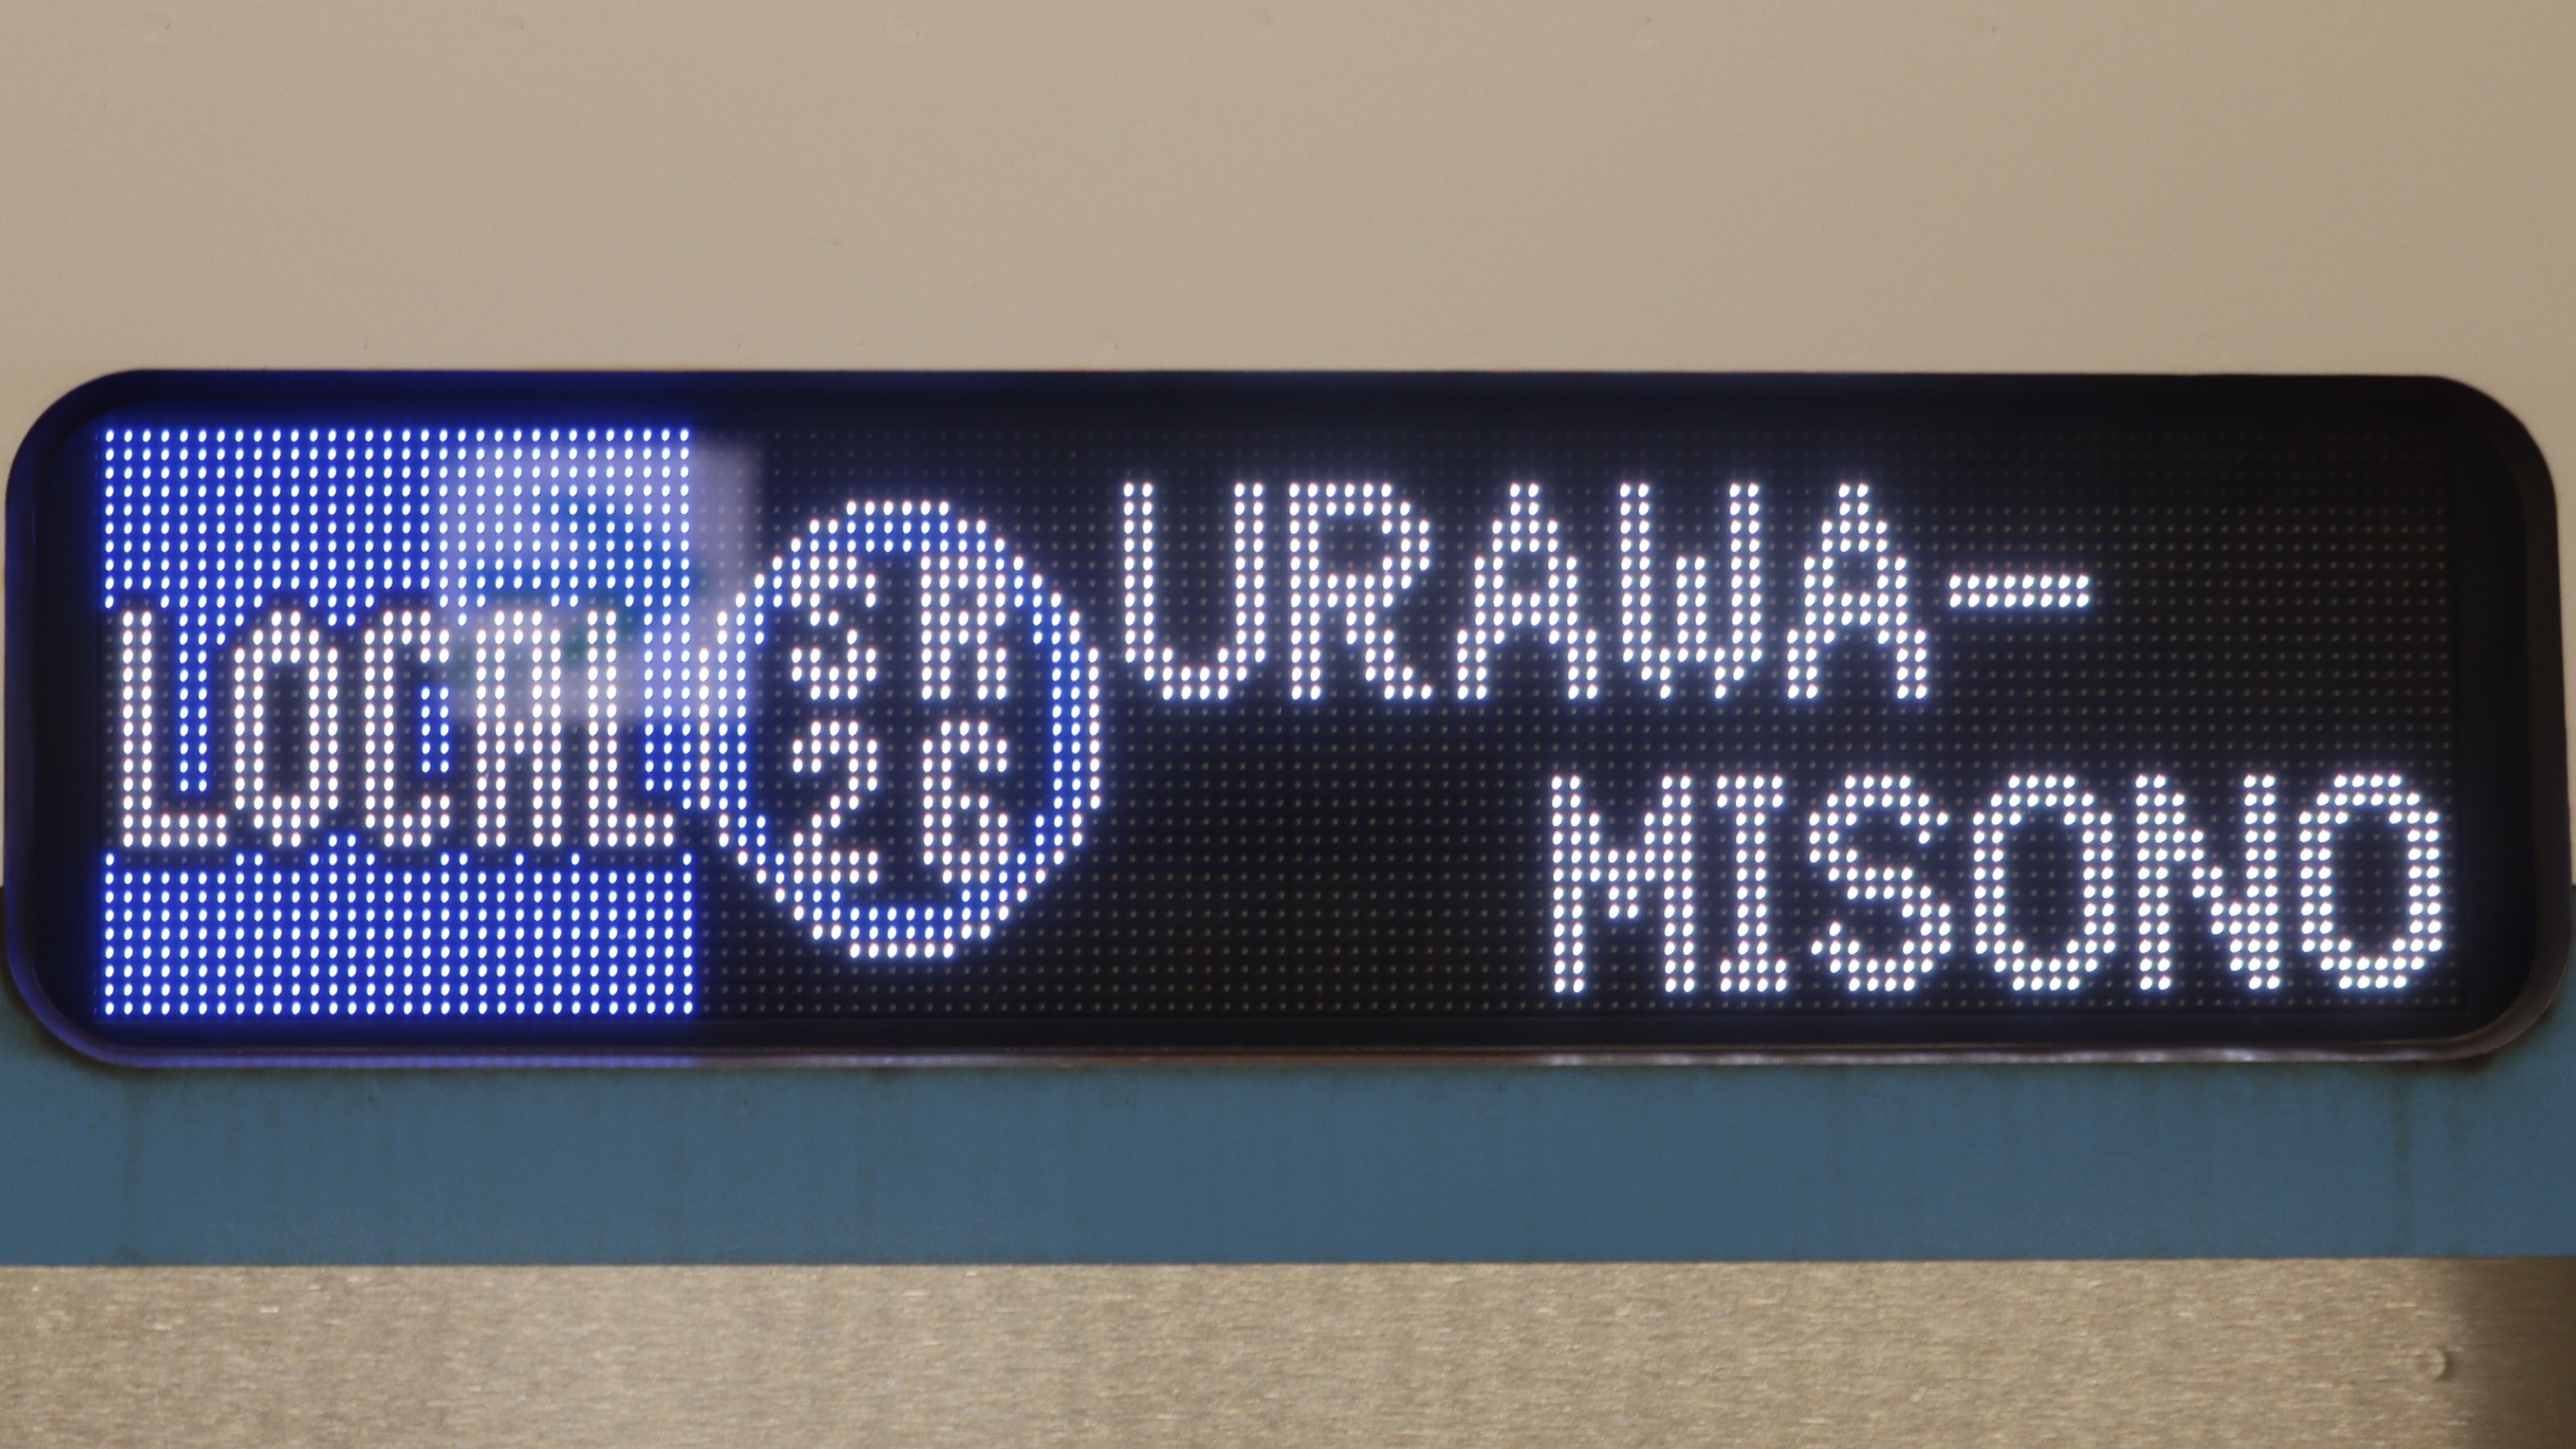 LOCAL
SR
26
URAWA-
MISONO